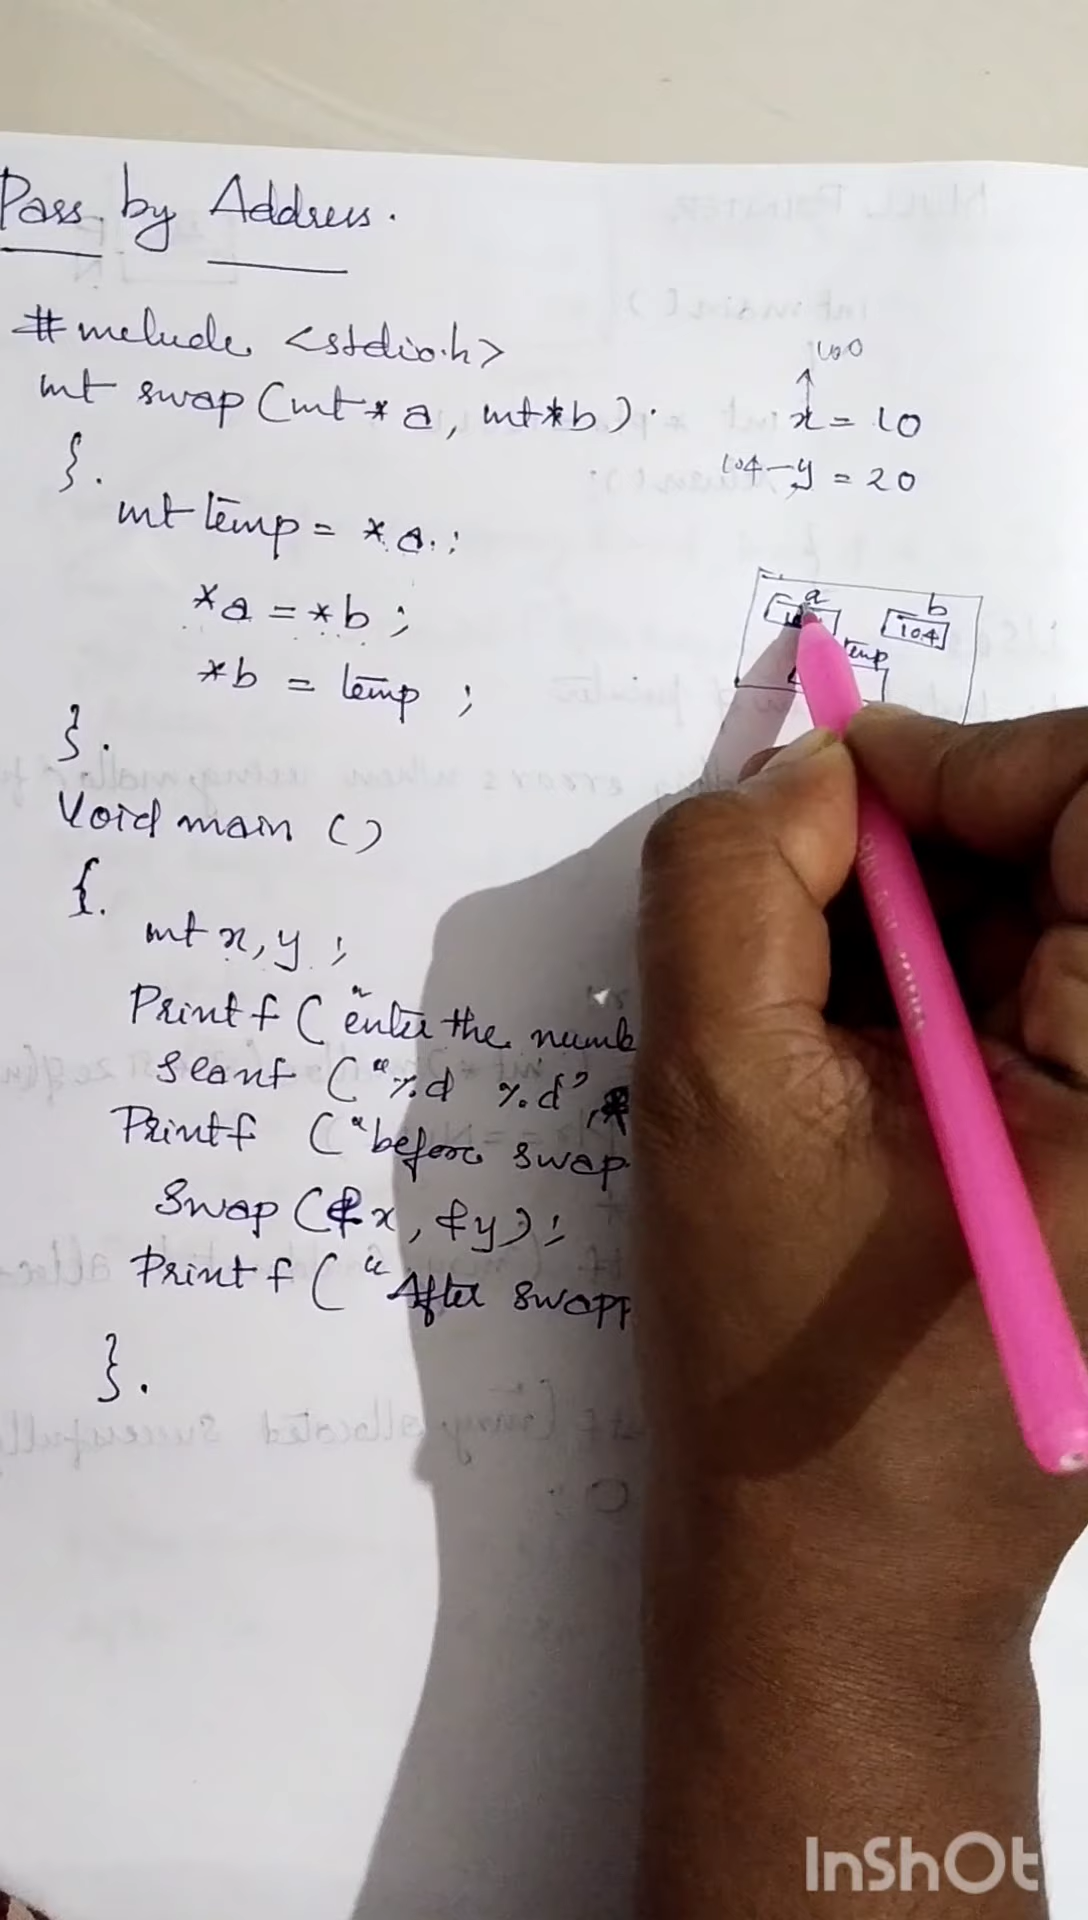 Pass by Address.
#include <stdio.h>
int swap (int * a, int *b).
}.
int temp = *a.;
*a = *b ;
*b = temp ;
}.
Void main ()
{.
int x, y ;
Printf ( "enter the numb
Scanf ( "%d %d",
Printf ( "before swap
Swap (&x, &y);
Printf ( " After swapp
}.
100
x = 10
104 - y = 20
a
b
104
temp
InShOt